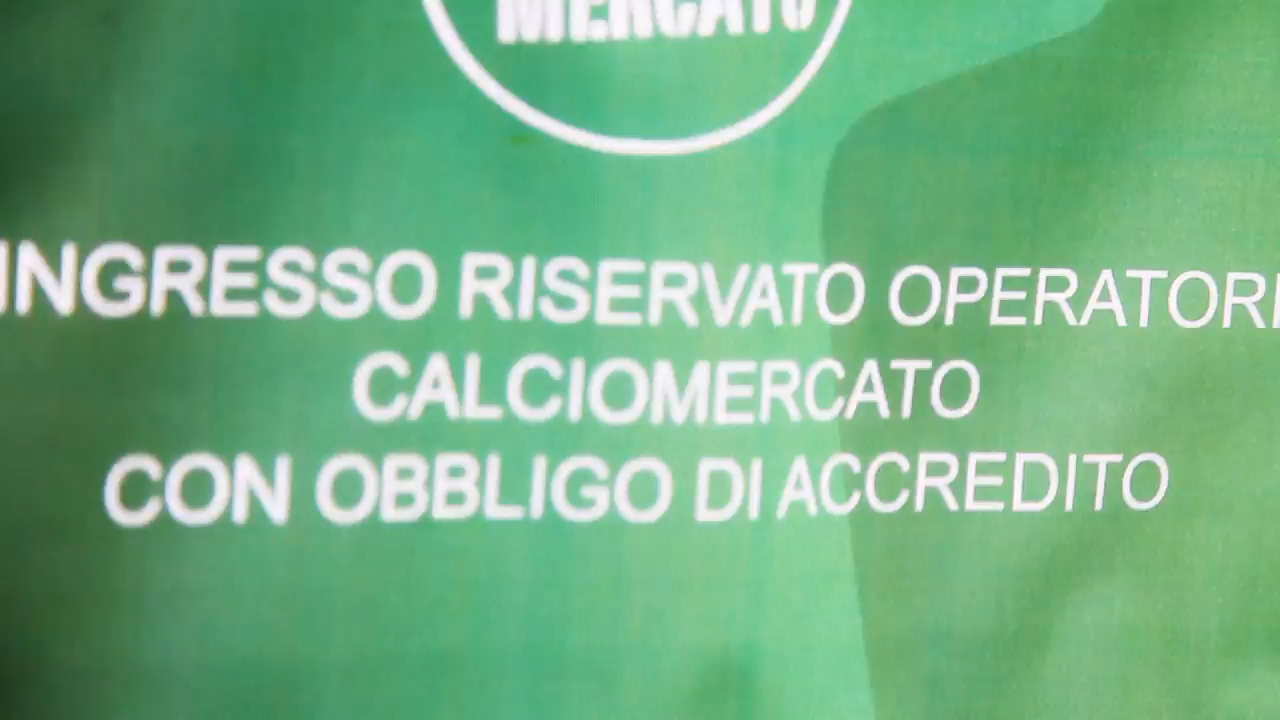 MERCATO
INGRESSO RISERVATO OPERATORI
CALCIOMERCATO
CON OBBLIGO DI ACCREDITO